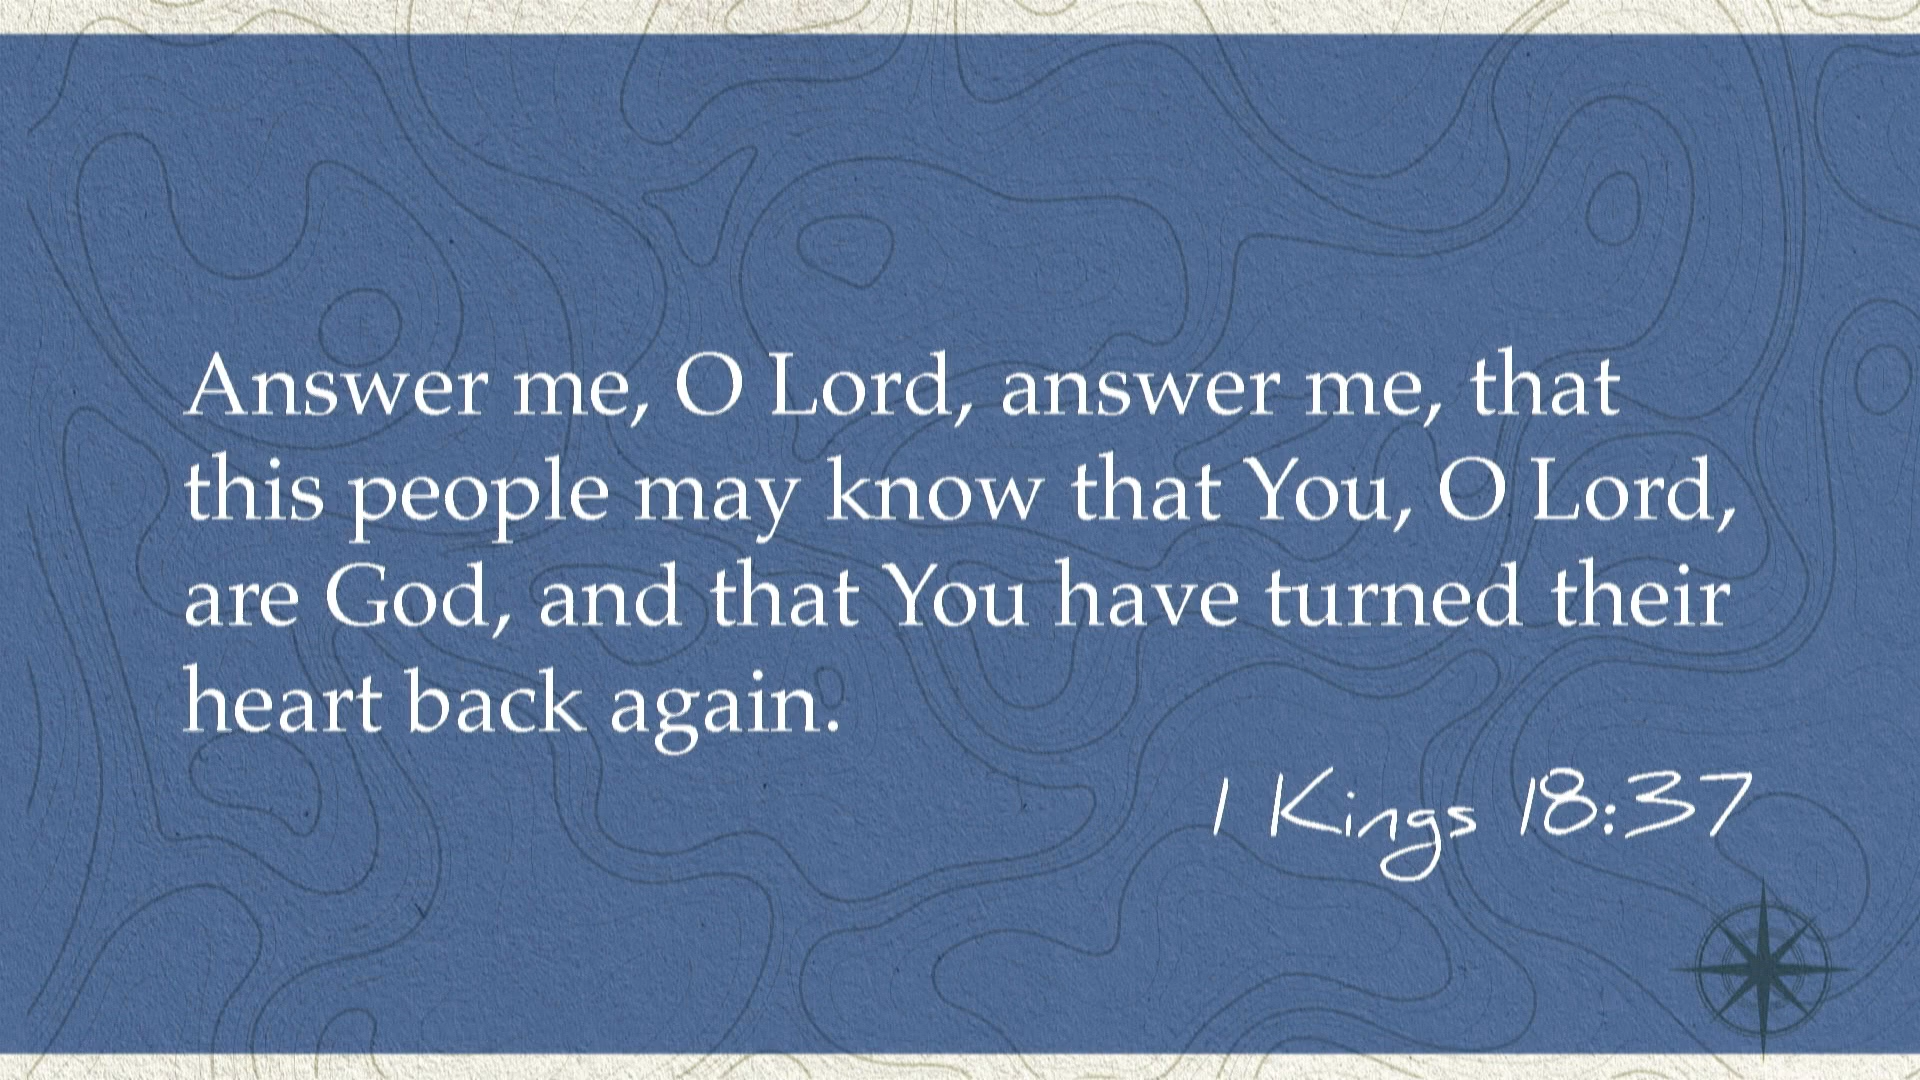 Answer me, O Lord, answer me, that
this people may know that You, O Lord,
are God, and that You have turned their
heart back again.
1 Kings 18:37